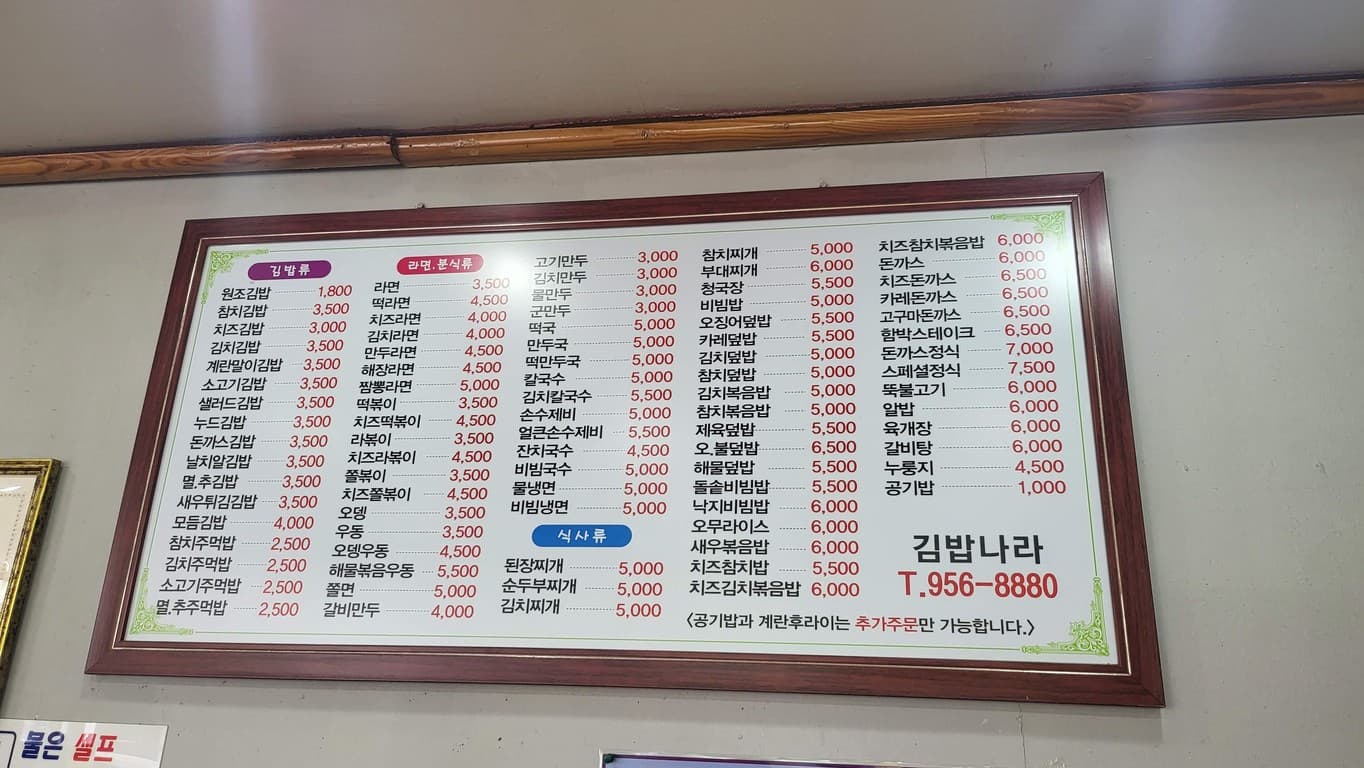 김밥류
원조김밥 1,800
참치김밥 3,500
치즈김밥 3,000
김치김밥 3,500
계란말이김밥 3,500
소고기김밥 3,500
샐러드김밥 3,500
누드김밥 3,500
돈까스김밥 3,500
날치알김밥 3,500
멸.추김밥 3,500
새우튀김김밥 3,500
모듬김밥 4,000
참치주먹밥 2,500
김치주먹밥 2,500
소고기주먹밥 2,500
멸.추주먹밥 2,500
라면.분식류
라면 3,500
떡라면 4,500
치즈라면 4,000
김치라면 4,000
만두라면 4,500
해장라면 4,500
짬뽕라면 5,000
떡볶이 3,500
치즈떡볶이 4,500
라볶이 3,500
치즈라볶이 4,500
쫄볶이 3,500
치즈쫄볶이 4,500
오뎅 3,500
우동 3,500
오뎅우동 4,500
해물볶음우동 5,500
쫄면 5,000
갈비만두 4,000
고기만두 3,000
김치만두 3,000
물만두 3,000
군만두 3,000
떡국 5,000
만두국 5,000
떡만두국 5,000
칼국수 5,000
김치칼국수 5,500
손수제비 5,000
얼큰손수제비 5,500
잔치국수 4,500
비빔국수 5,000
물냉면 5,000
비빔냉면 5,000
식사류
된장찌개 5,000
순두부찌개 5,000
김치찌개 5,000
참치찌개 5,000
부대찌개 6,000
청국장 5,500
비빔밥 5,000
오징어덮밥 5,500
카레덮밥 5,000
김치덮밥 5,000
참치덮밥 5,000
김치복음밥 5,000
참치볶음밥 5,000
제육덮밥 5,500
오.불덮밥 6,500
해물덮밥 5,500
돌솥비빔밥 5,500
낙지비빔밥 6,000
오무라이스 6,000
새우볶음밥 6,000
치즈참치밥 5,500
치즈김치볶음밥 6,000
치즈참치볶음밥 6,000
돈까스 6,000
치즈돈까스 6,500
카레돈까스 6,500
고구마돈까스 6,500
함박스테이크 6,500
돈까스정식 7,000
스페셜정식 7,500
뚝불고기 6,000
알밥 6,000
육개장 6,000
갈비탕 6,000
누룽지 4,500
공기밥 1,000
김밥나라
T.956-8880
〈공기밥과 계란후라이는 추가주문만 가능합니다.〉
물은 셀프